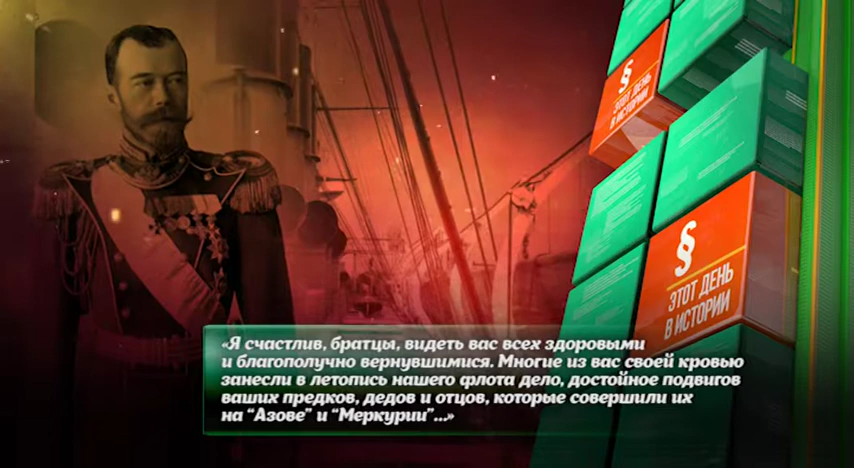 §
ЭТОТ ДЕНЬ
В ИСТОРИИ
§
ЭТОТ ДЕНЬ
В ИСТОРИИ
«Я счастлив, братцы, видеть вас всех здоровыми
и благополучно вернувшимися. Многие из вас своей кровью
занесли в летопись нашего флота дело, достойное подвигов
ваших предков, дедов и отцов, которые совершили их
на “Азове” и “Меркурии”...»